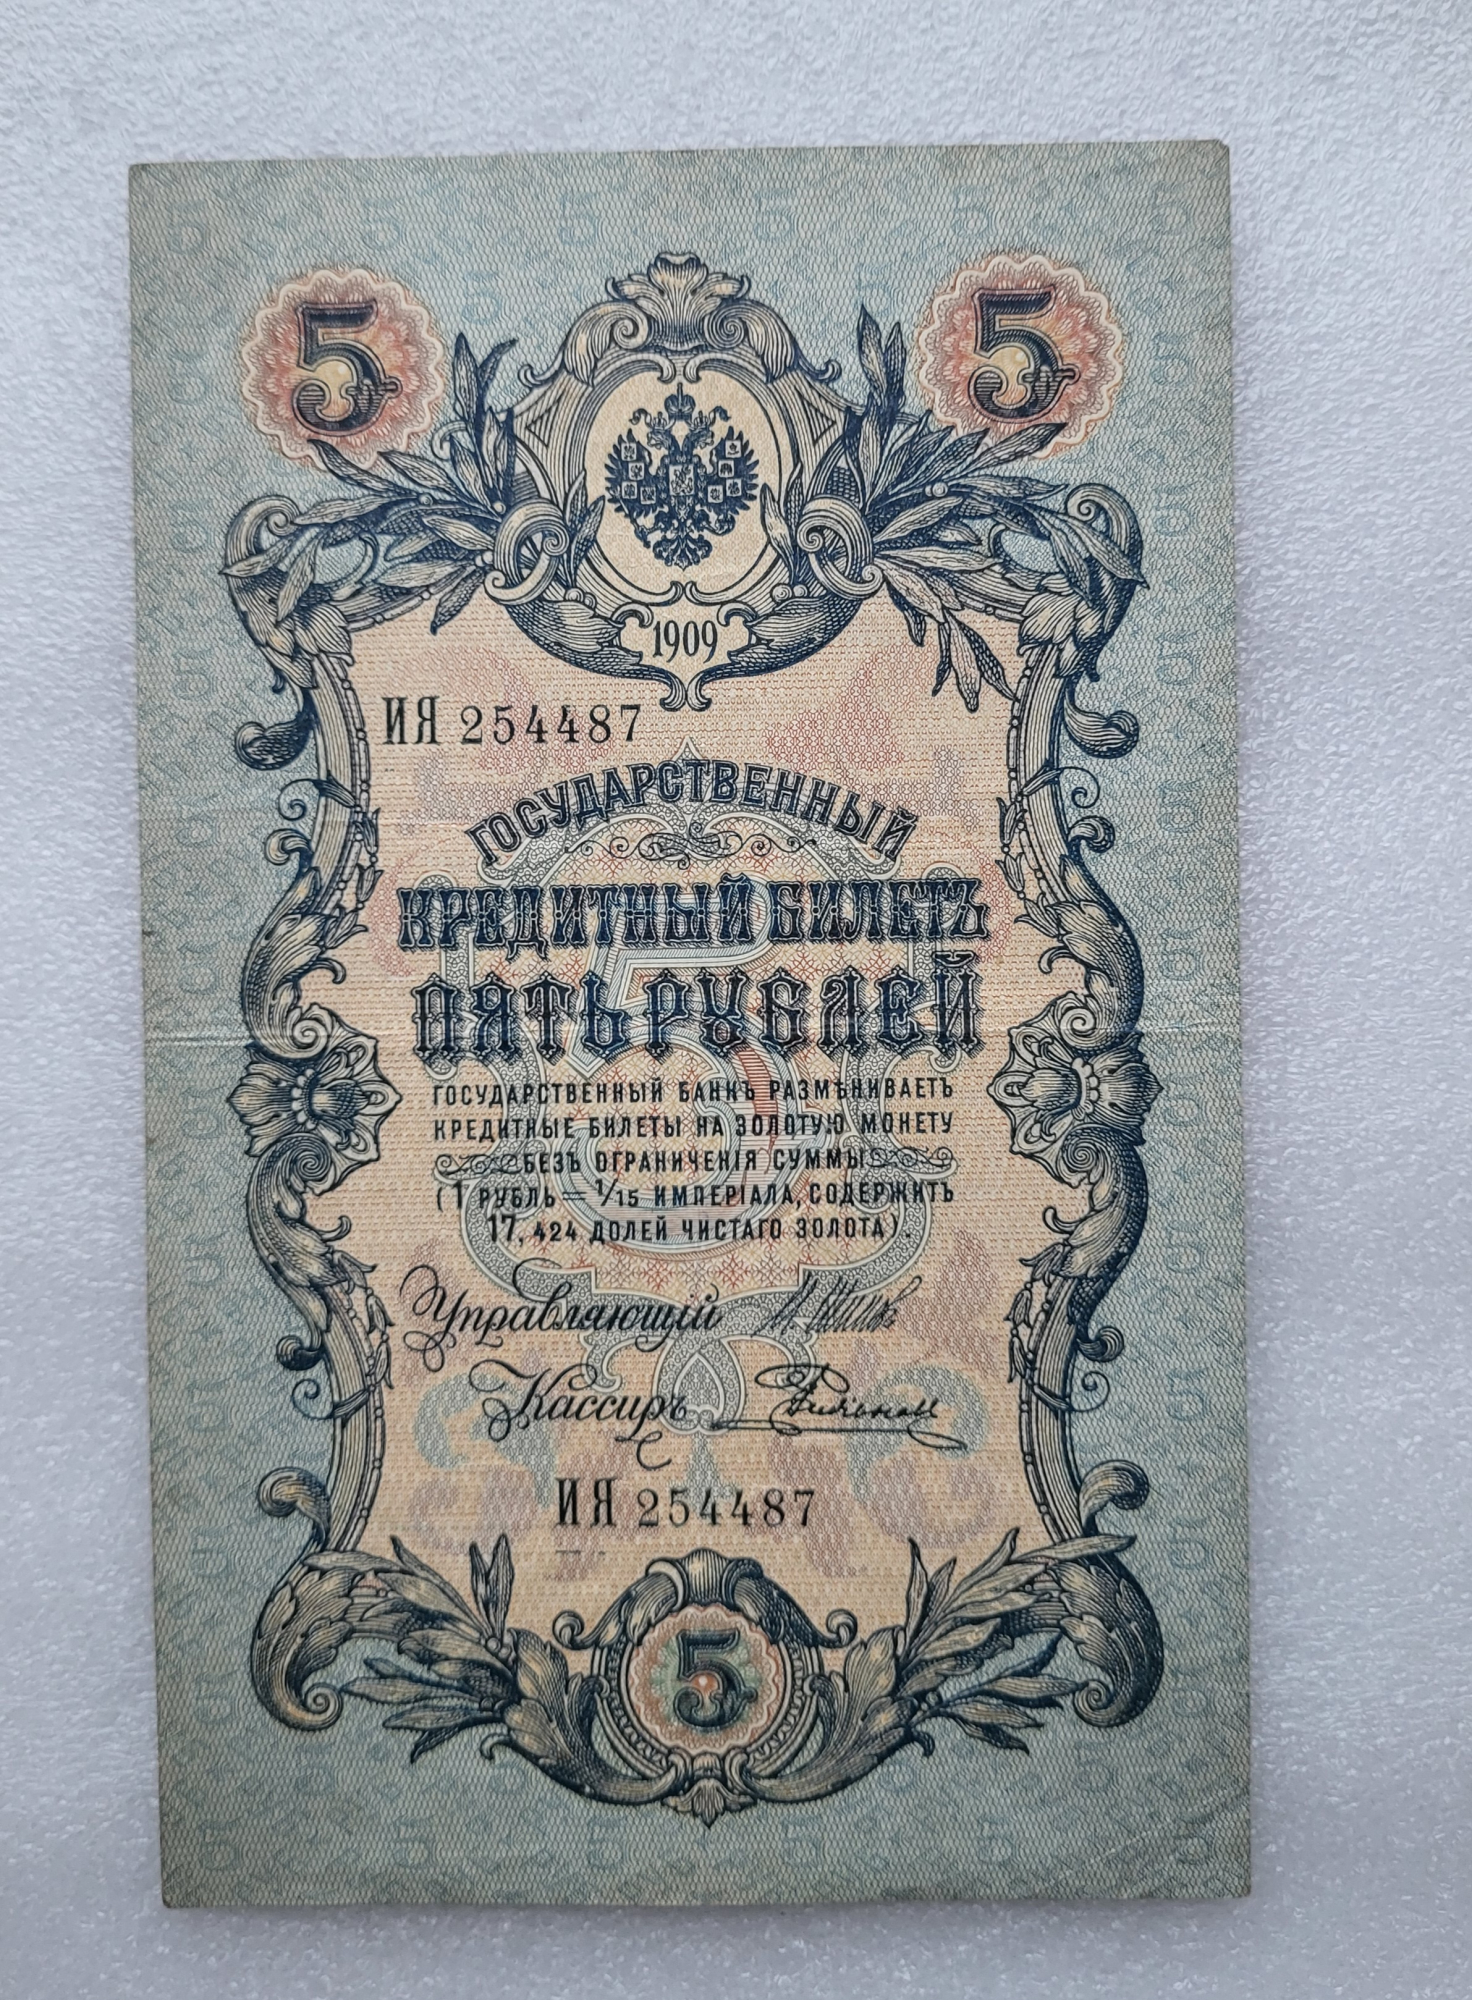 5 5
1909
ИЯ 254487
ГОСУДАРСТВЕННЫЙ
КРЕДИТНЫЙ БИЛЕТЪ
ПЯТЬ РУБЛЕЙ
ГОСУДАРСТВЕННЫЙ БАНКЪ РАЗМѢНИВАЕТЪ
КРЕДИТНЫЕ БИЛЕТЫ НА ЗОЛОТУЮ МОНЕТУ
БЕЗЪ ОГРАНИЧЕНІЯ СУММЫ
(1 РУБЛЬ = 1/15 ИМПЕРІАЛА, СОДЕРЖИТЪ
17,424 ДОЛЕЙ ЧИСТАГО ЗОЛОТА).
Управляющій
Кассиръ
ИЯ 254487
5